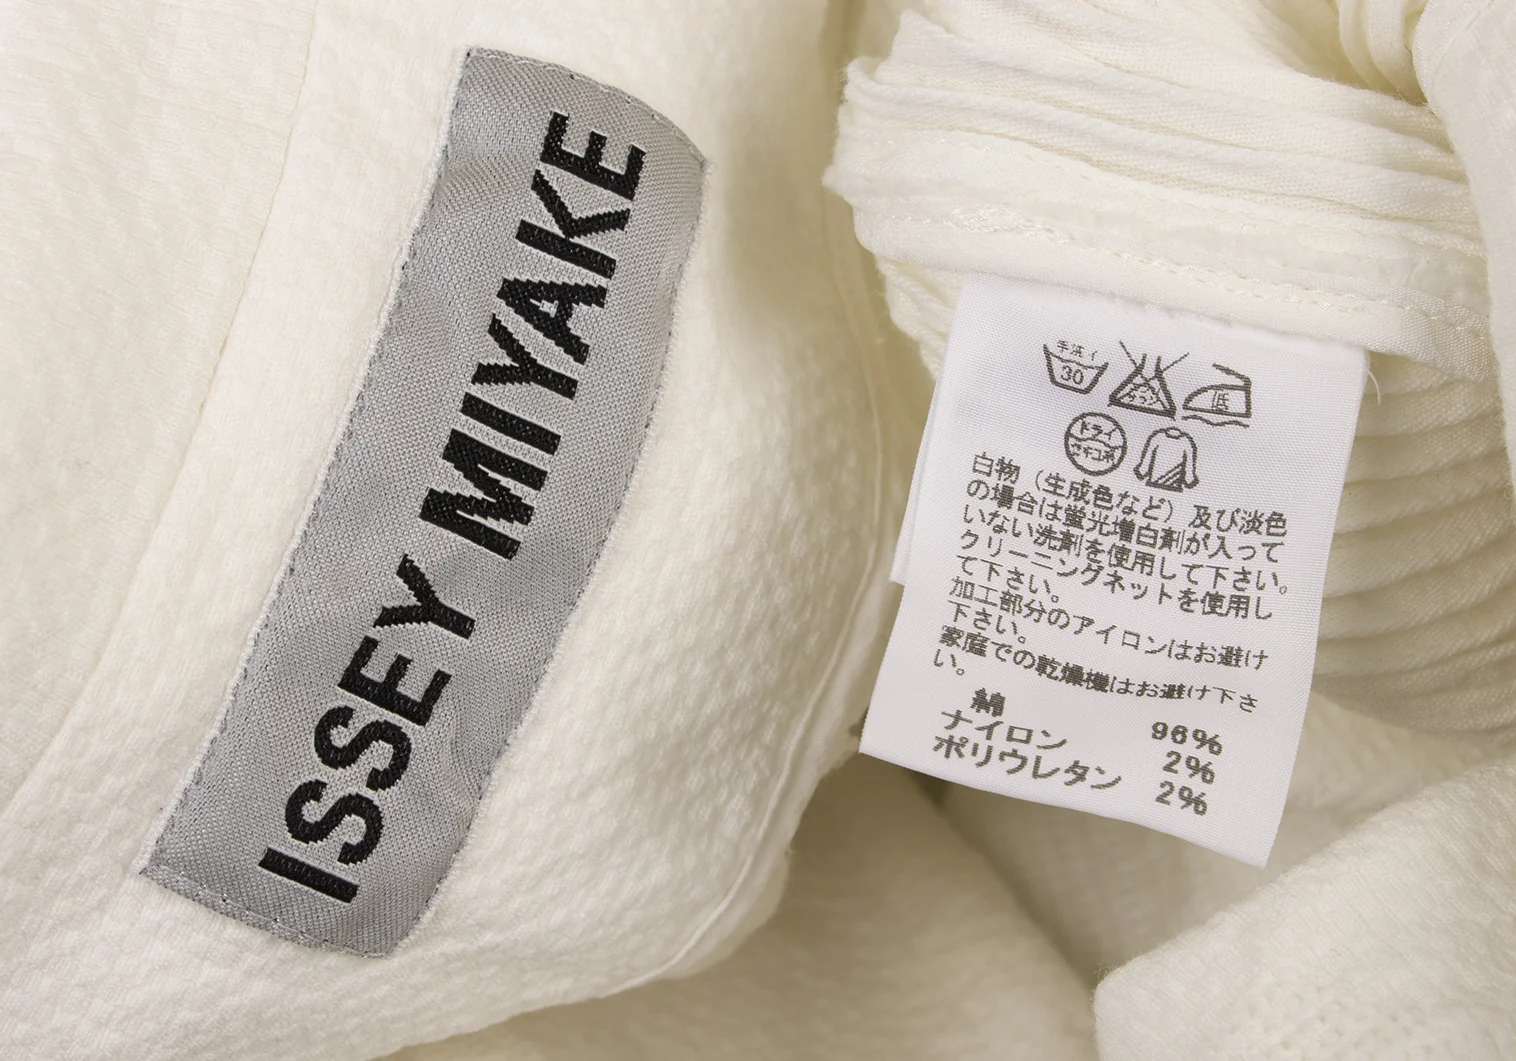 ISSEY MIYAKE
手洗イ
30
低
ドライ
セキユ系
白物（生成色など）及び淡色
の場合は蛍光増白剤が入って
いない洗剤を使用して下さい。
クリーニングネットを使用し
て下さい。
加工部分のアイロンはお避け
下さい。
家庭での乾燥機はお避け下さ
い。
綿 96%
ナイロン 2%
ポリウレタン 2%